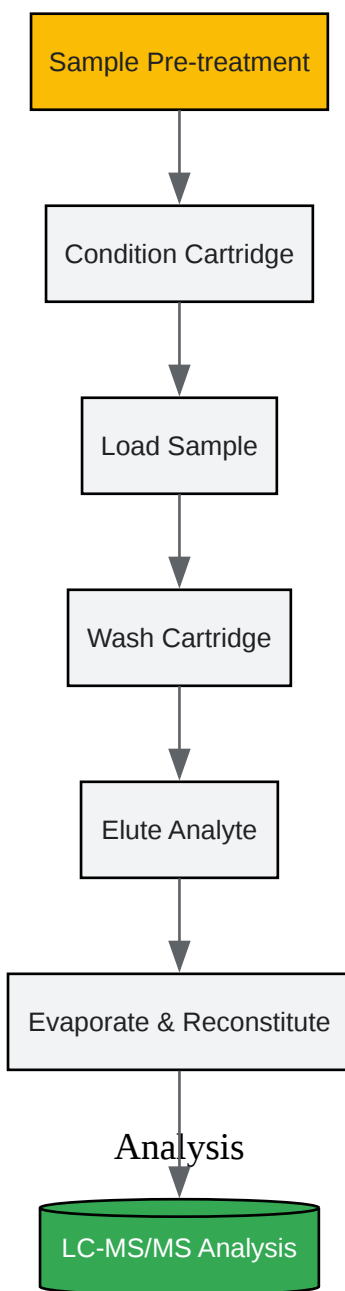 Sample Pre-treatment
Condition Cartridge
Load Sample
Wash Cartridge
Elute Analyte
Evaporate & Reconstitute
Analysis
LC-MS/MS Analysis